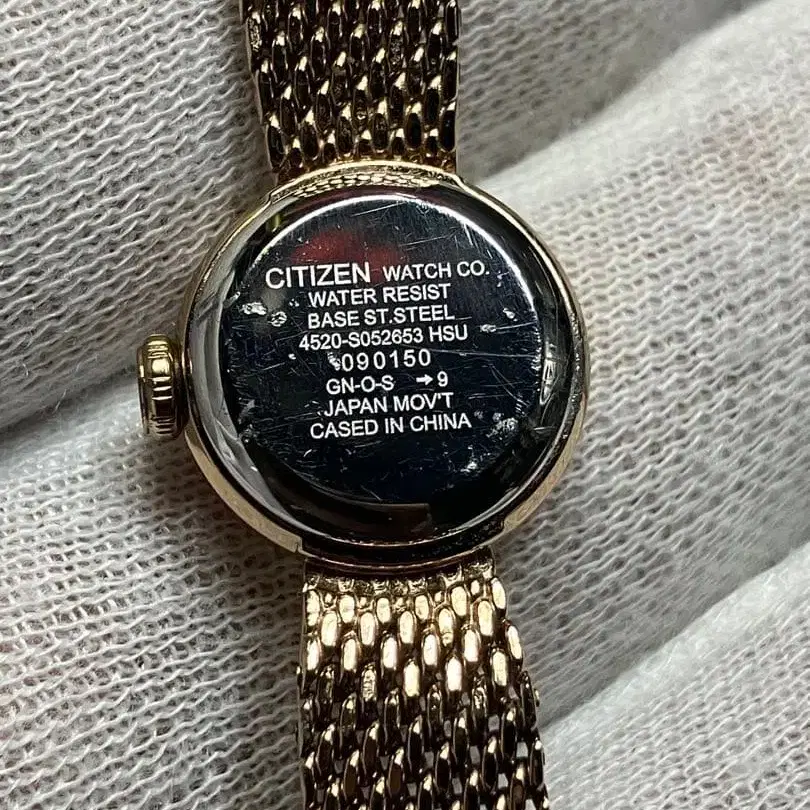 CITIZEN WATCH CO.
WATER RESIST
BASE ST.STEEL
4520-S052653 HSU
090150
GN-O-S ➔9
JAPAN MOV'T
CASED IN CHINA